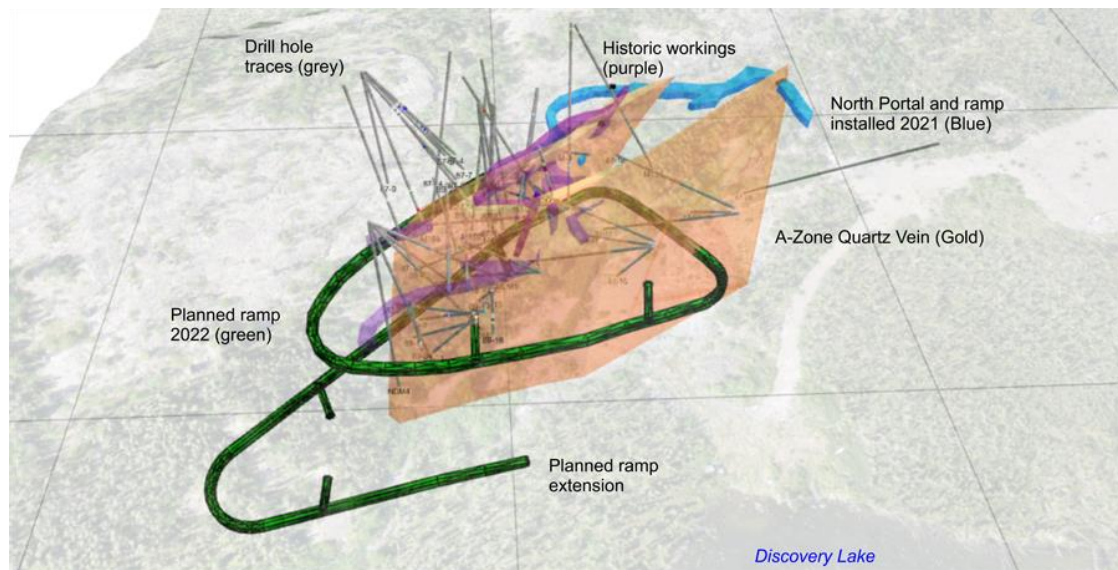 Drill hole
traces (grey)
Historic workings
(purple)
North Portal and ramp
installed 2021 (Blue)
A-Zone Quartz Vein (Gold)
Planned ramp
2022 (green)
Planned ramp
extension
Discovery Lake